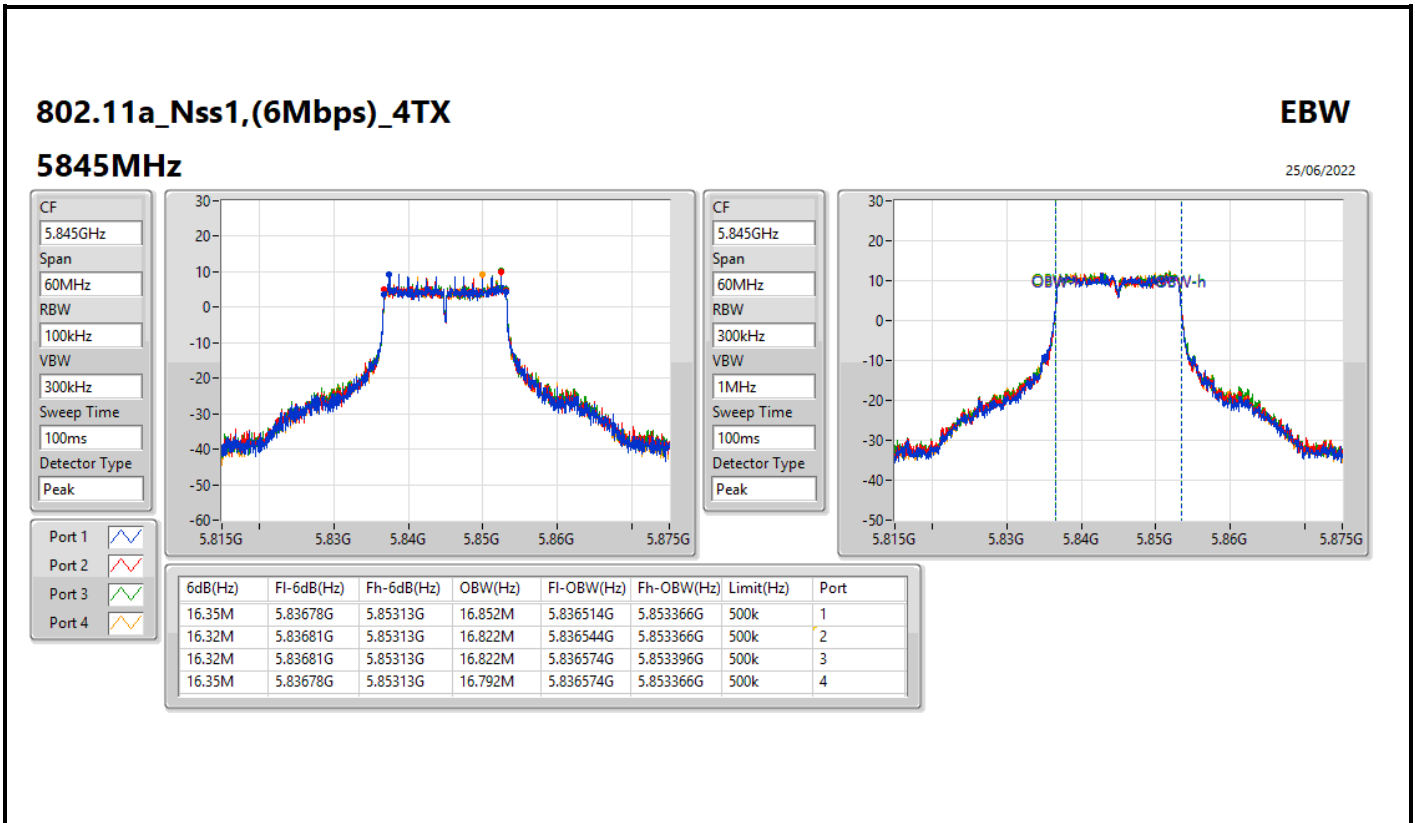 802.11a_Nss1,(6Mbps)_4TX
EBW
5845MHz
25/06/2022
CF
5.845GHz
Span
60MHz
RBW
100kHz
VBW
300kHz
Sweep Time
100ms
Detector Type
Peak
30
20
10
0
-10
-20
-30
-40
-50
-60
5.815G 5.83G 5.84G 5.85G 5.86G 5.875G
CF
5.845GHz
Span
60MHz
RBW
300kHz
VBW
1MHz
Sweep Time
100ms
Detector Type
Peak
30
20
10
0
-10
-20
-30
-40
-50
OBW-h
5.815G 5.83G 5.84G 5.85G 5.86G 5.875G
Port 1
Port 2
Port 3
Port 4
6dB(Hz) Fl-6dB(Hz) Fh-6dB(Hz) OBW(Hz) Fl-OBW(Hz) Fh-OBW(Hz) Limit(Hz) Port
16.35M 5.83678G 5.85313G 16.852M 5.836514G 5.853366G 500k 1
16.32M 5.83681G 5.85313G 16.822M 5.836544G 5.853366G 500k 2
16.32M 5.83681G 5.85313G 16.822M 5.836574G 5.853396G 500k 3
16.35M 5.83678G 5.85313G 16.792M 5.836574G 5.853366G 500k 4